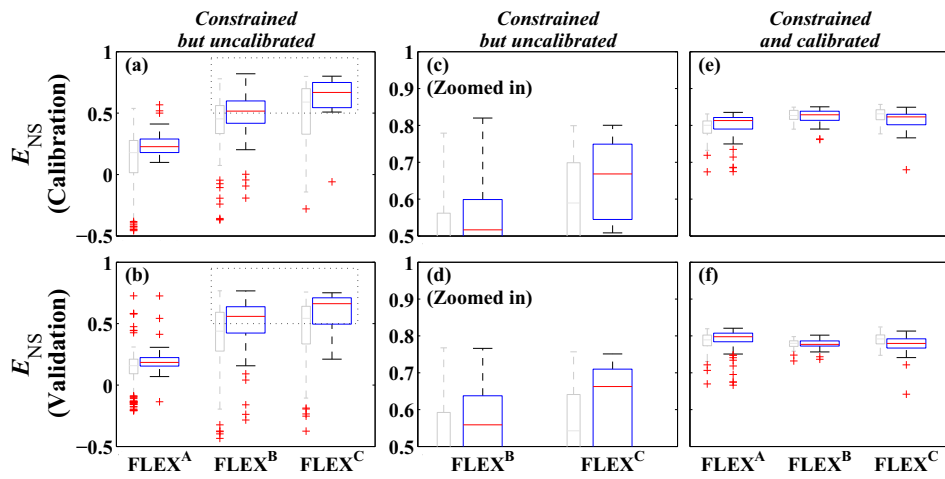 Constrained
but uncalibrated
Constrained
but uncalibrated
Constrained
and calibrated
E_NS
(Calibration)
1
0.5
0
−0.5
(a)
1
0.9
0.8
0.7
0.6
0.5
(c)
(Zoomed in)
(e)
E_NS
(Validation)
1
0.5
0
−0.5
(b)
1
0.9
0.8
0.7
0.6
0.5
(d)
(Zoomed in)
(f)
FLEX^A FLEX^B FLEX^C
FLEX^B FLEX^C
FLEX^A FLEX^B FLEX^C